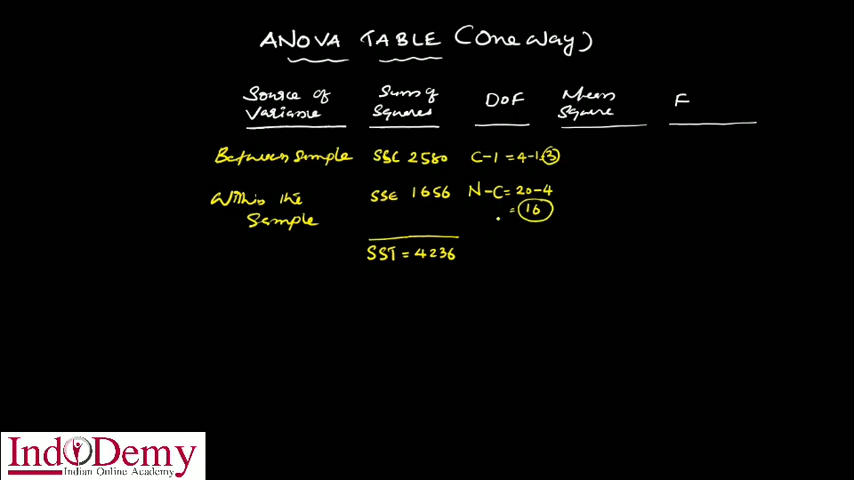 ANOVA TABLE (One way)
Source of Variance Sums of Squares DOF Mean Square F
Between Sample SSC 2580 C-1 = 4-1=3
Within the Sample SSE 1656 N-C= 20-4
= 16
SST = 4236
IndoDemy
Indian Online Academy